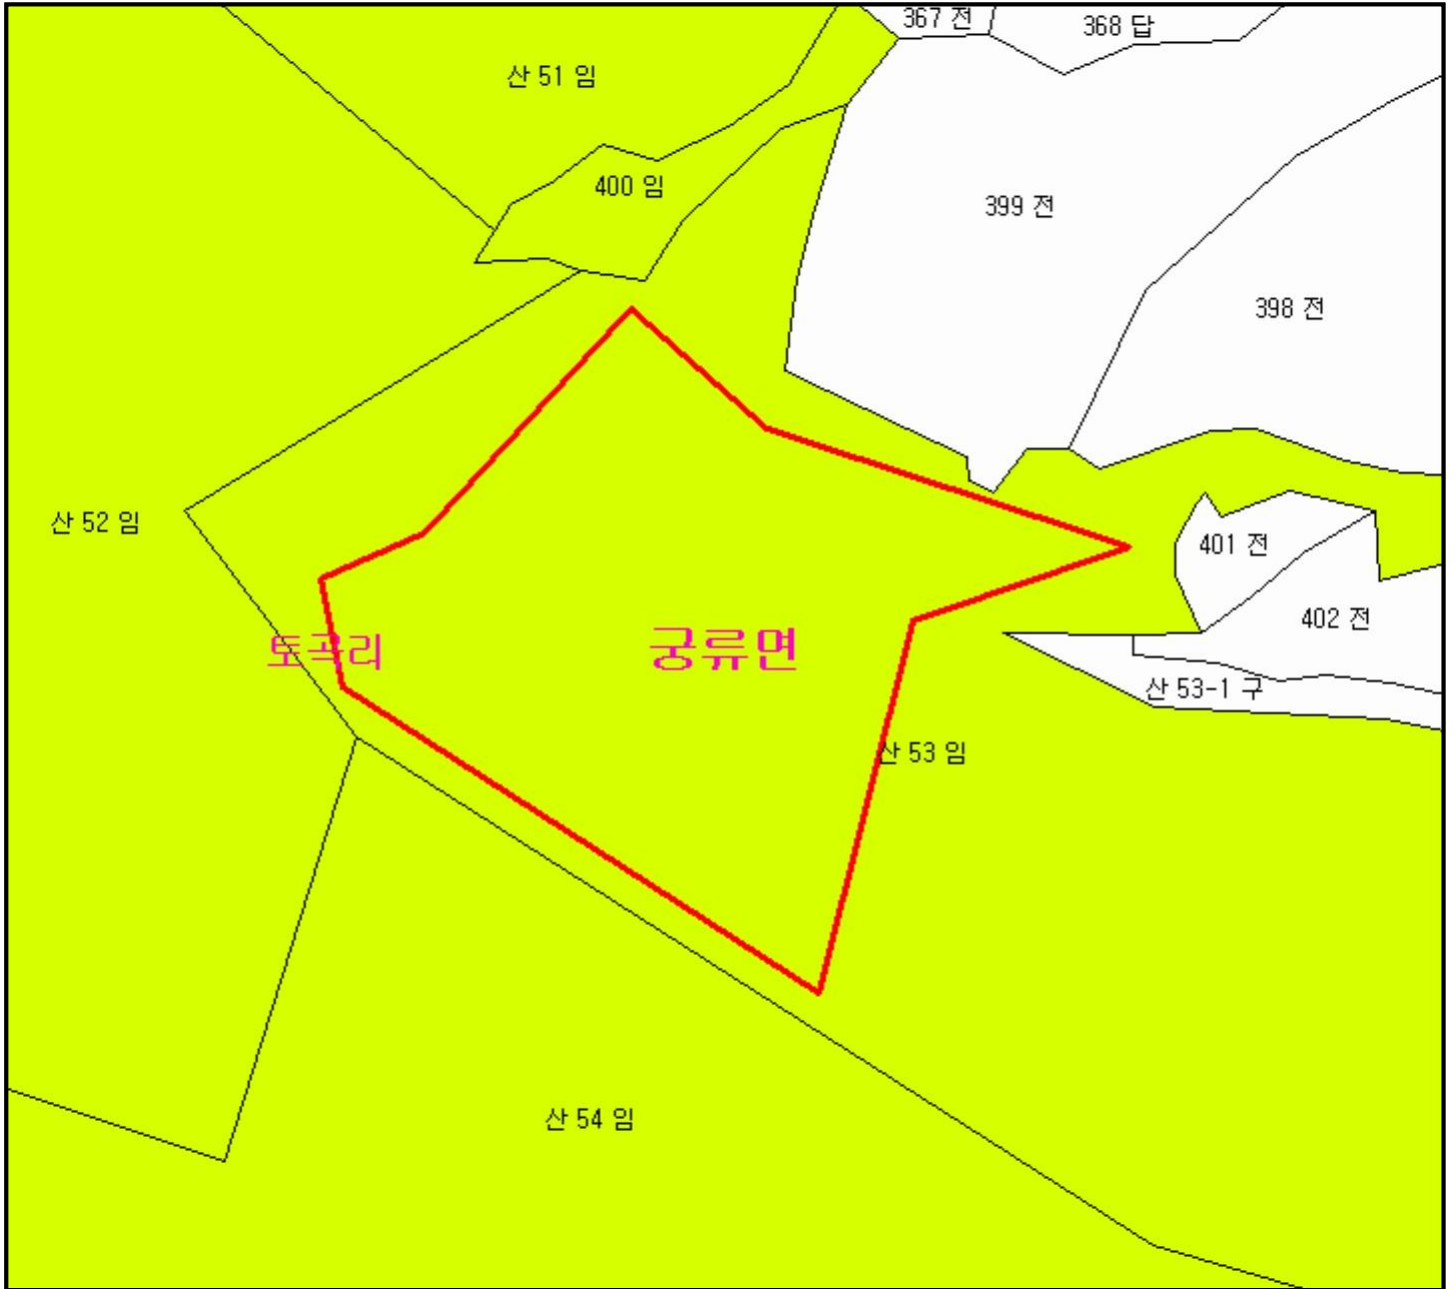 367 전
368 답
산 51 임
400 임
399 전
398 전
산 52 임
401 전
402 전
토곡리
궁류면
산 53-1 구
산 53 임
산 54 임